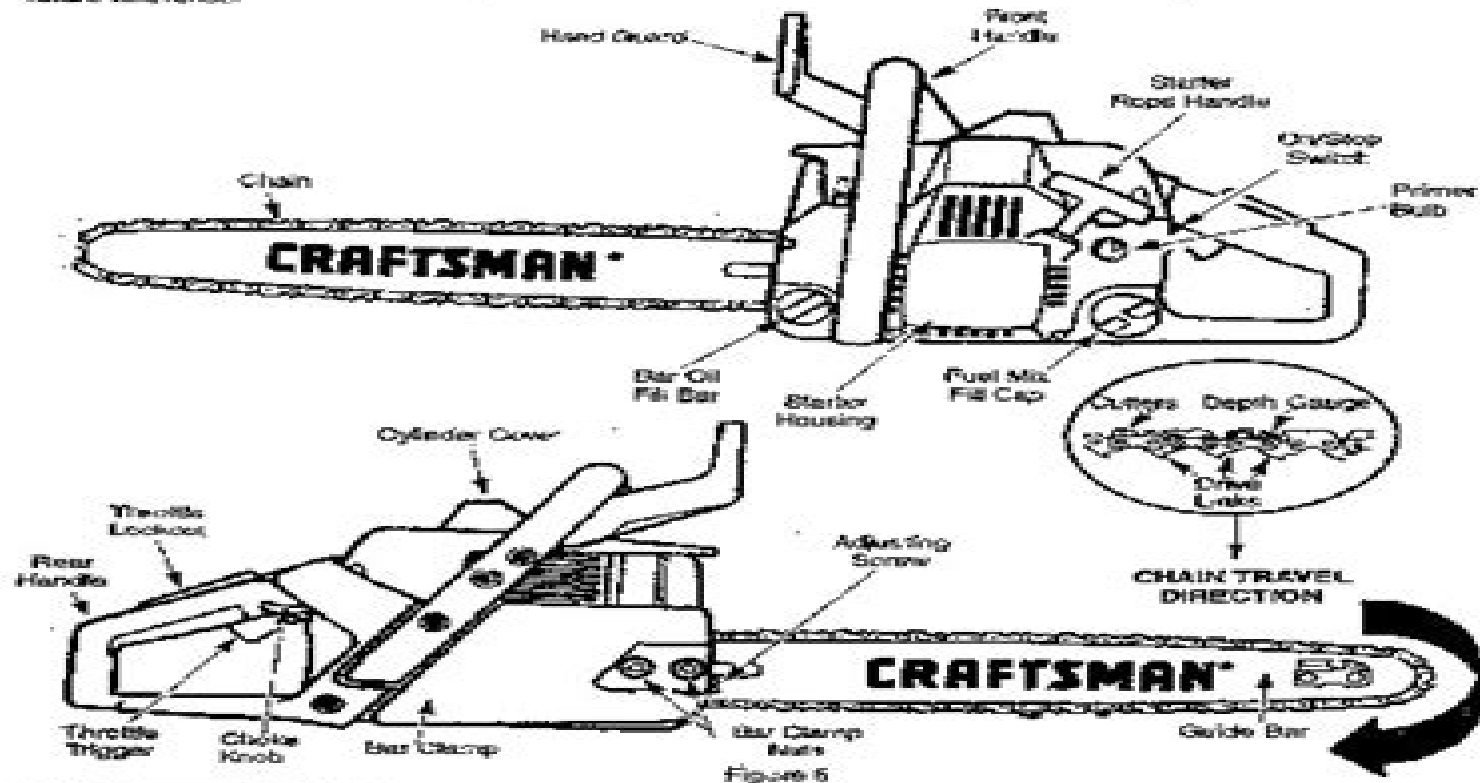 Hand Guard
Front
Handle
Starter
Rope Handle
On/Stop
Switch
Primer
Bulb
Chain
CRAFTSMAN
Bar Oil
Fill Bar
Starter
Housing
Fuel Mix
Fill Cap
Cutters Depth Gauge
Drive
Links
Cylinder Cover
Throttle
Lockout
Rear
Handle
Adjusting
Screw
CHAIN TRAVEL
DIRECTION
CRAFTSMAN
Throttle
Trigger
Choke
Knob
Bar Clamp
Bar Clamp
Nuts
Guide Bar
Figure 5